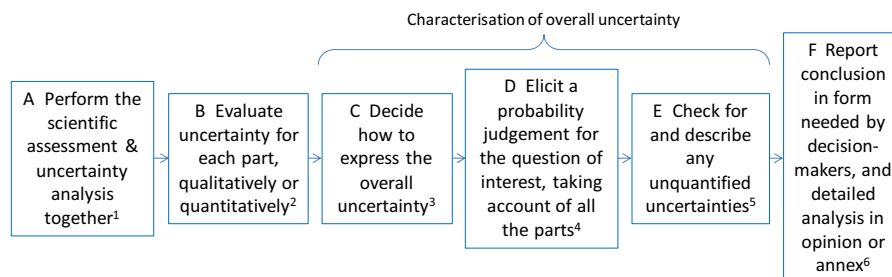 Characterisation of overall uncertainty
A Perform the
scientific
assessment &
uncertainty
analysis
together¹
B Evaluate
uncertainty for
each part,
qualitatively or
quantitatively²
C Decide
how to
express the
overall
uncertainty³
D Elicit a
probability
judgement for
the question of
interest, taking
account of all
the parts⁴
E Check for
and describe
any
unquantified
uncertainties⁵
F Report
conclusion
in form
needed by
decision-
makers, and
detailed
analysis in
opinion or
annex⁶